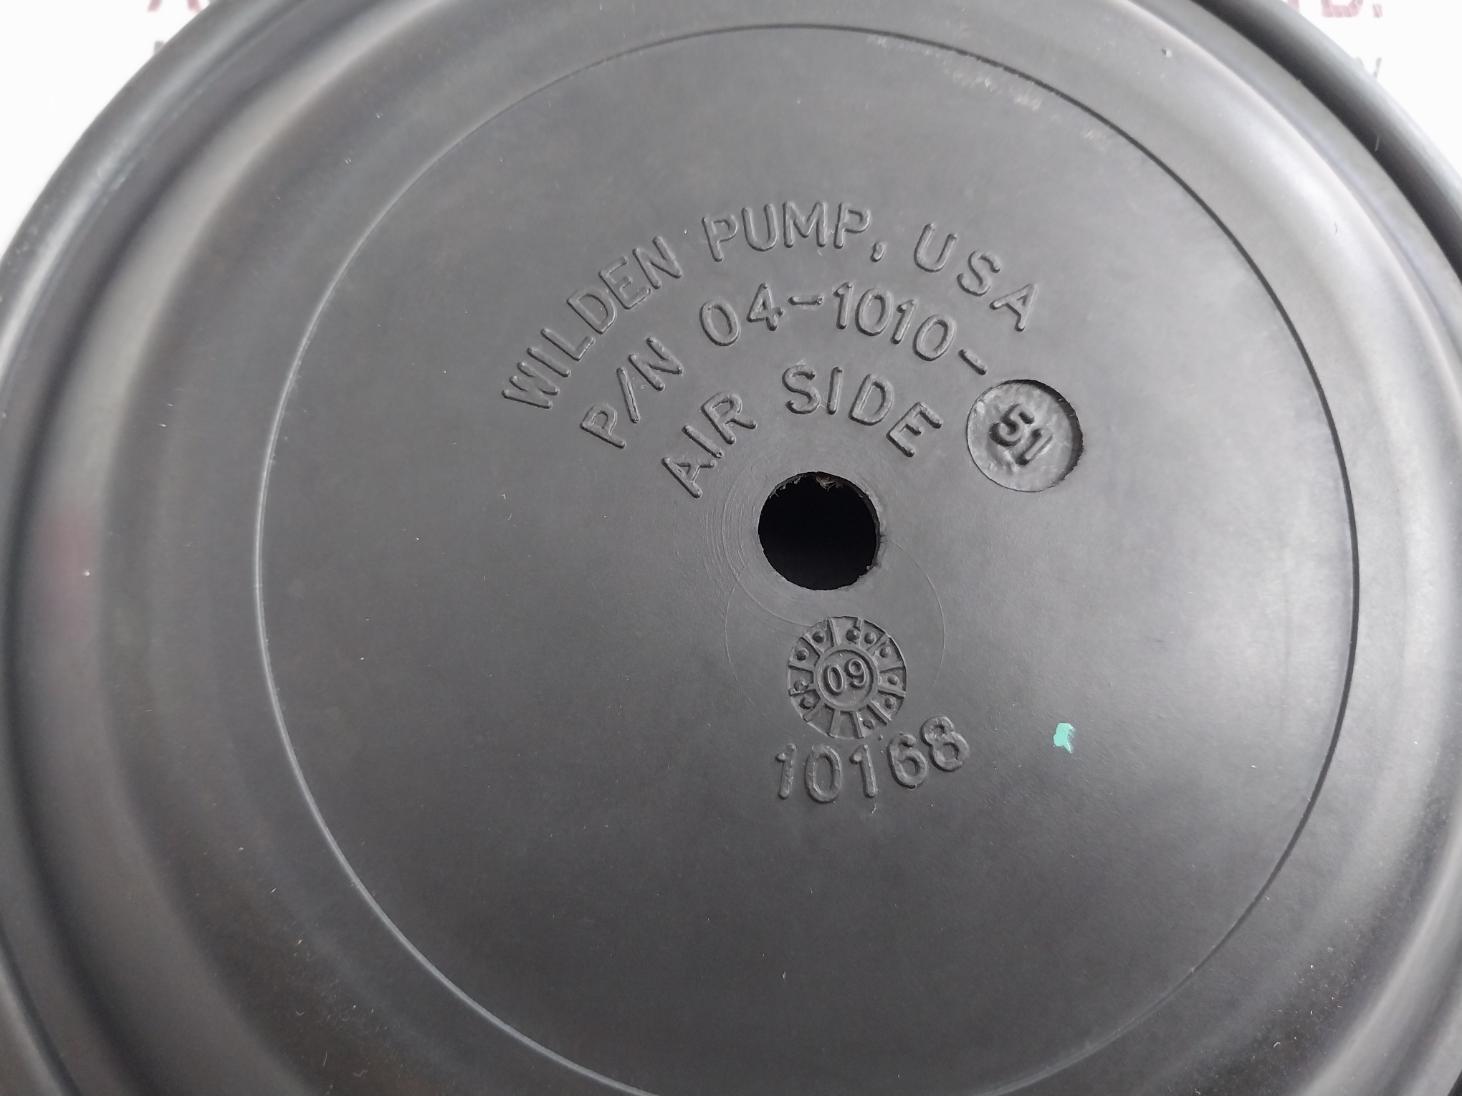 WILDEN PUMP, USA
P/N 04-1010-51
AIR SIDE
09
10168